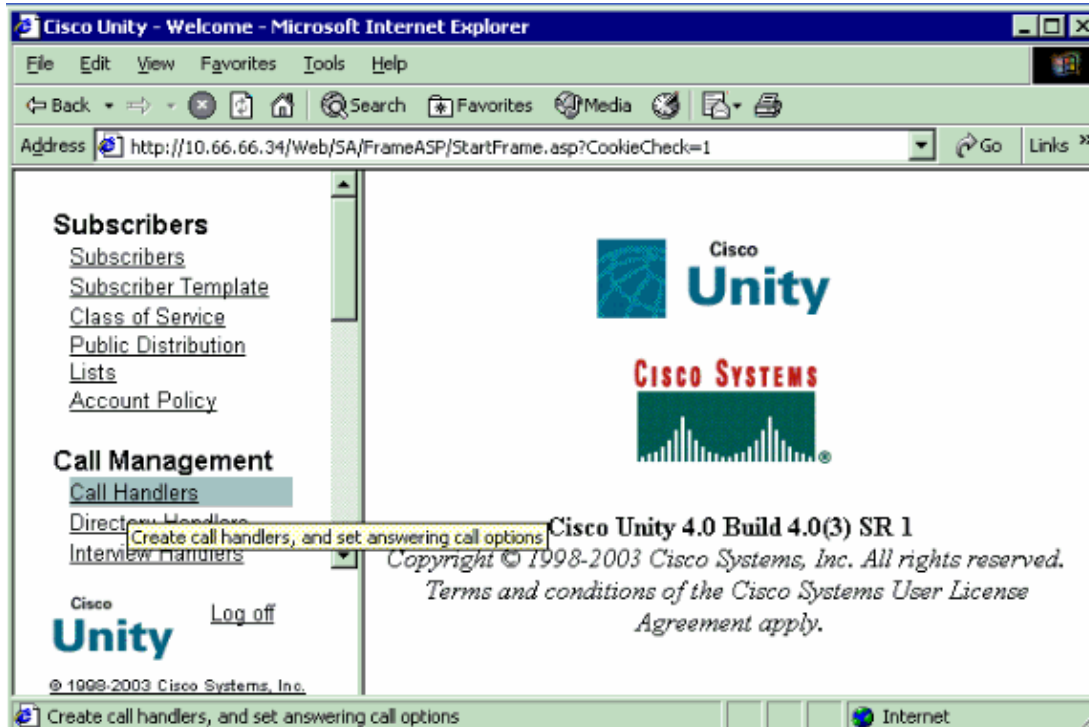 Cisco Unity - Welcome - Microsoft Internet Explorer
File Edit View Favorites Tools Help
Back Search Favorites Media
Address http://10.66.66.34/Web/SA/FrameASP/StartFrame.asp?CookieCheck=1 Go Links »
Subscribers
Subscribers
Subscriber Template
Class of Service
Public Distribution
Lists
Account Policy
Call Management
Call Handlers
Directory Handlers
Create call handlers, and set answering call options
Interview Handlers
Cisco
Unity
Log off
© 1998-2003 Cisco Systems, Inc.
Cisco
Unity
CISCO SYSTEMS
®
Cisco Unity 4.0 Build 4.0(3) SR 1
Copyright © 1998-2003 Cisco Systems, Inc. All rights reserved.
Terms and conditions of the Cisco Systems User License
Agreement apply.
Create call handlers, and set answering call options Internet